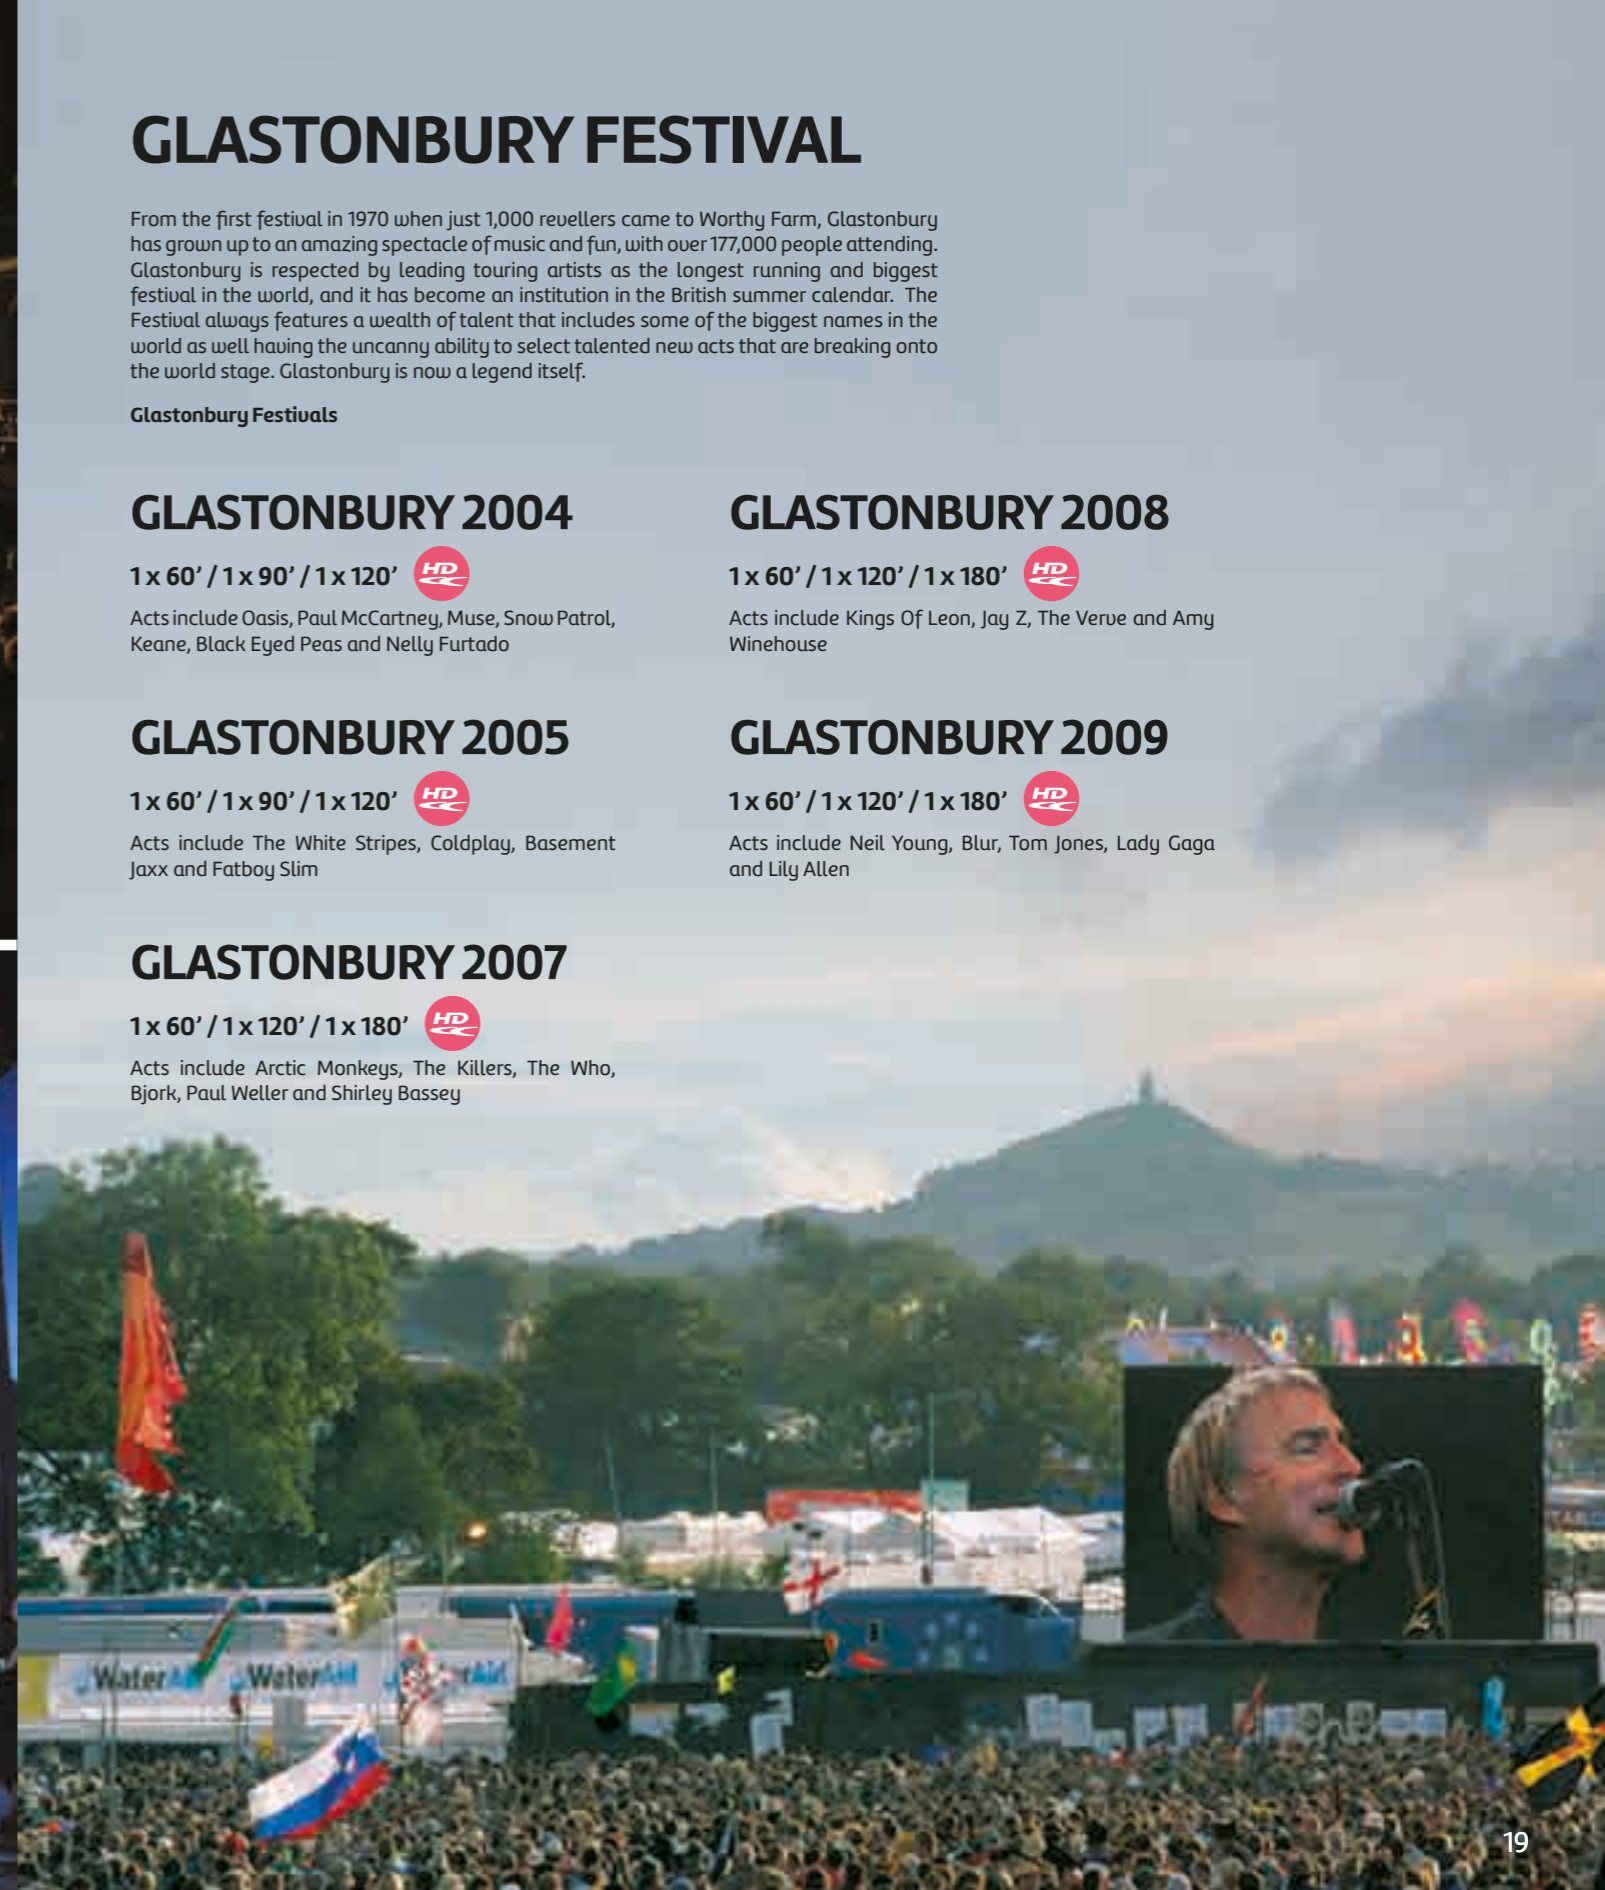 GLASTONBURY FESTIVAL
From the first festival in 1970 when just 1,000 revellers came to Worthy Farm, Glastonbury
has grown up to an amazing spectacle of music and fun, with over 177,000 people attending.
Glastonbury is respected by leading touring artists as the longest running and biggest
festival in the world, and it has become an institution in the British summer calendar. The
Festival always features a wealth of talent that includes some of the biggest names in the
world as well having the uncanny ability to select talented new acts that are breaking onto
the world stage. Glastonbury is now a legend itself.
Glastonbury Festivals
GLASTONBURY 2004
1 x 60’ / 1 x 90’ / 1 x 120’ HD
Acts include Oasis, Paul McCartney, Muse, Snow Patrol,
Keane, Black Eyed Peas and Nelly Furtado
GLASTONBURY 2005
1 x 60’ / 1 x 90’ / 1 x 120’ HD
Acts include The White Stripes, Coldplay, Basement
Jaxx and Fatboy Slim
GLASTONBURY 2007
1 x 60’ / 1 x 120’ / 1 x 180’ HD
Acts include Arctic Monkeys, The Killers, The Who,
Bjork, Paul Weller and Shirley Bassey
GLASTONBURY 2008
1 x 60’ / 1 x 120’ / 1 x 180’ HD
Acts include Kings Of Leon, Jay Z, The Verve and Amy
Winehouse
GLASTONBURY 2009
1 x 60’ / 1 x 120’ / 1 x 180’ HD
Acts include Neil Young, Blur, Tom Jones, Lady Gaga
and Lily Allen
WaterAid WaterAid
19